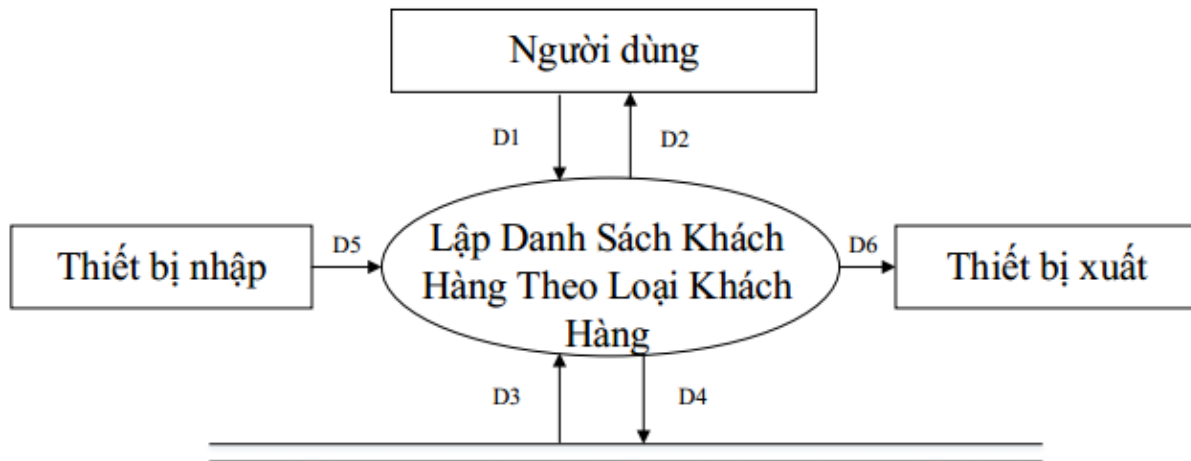 Người dùng
D1
D2
Thiết bị nhập
D5
Lập Danh Sách Khách
Hàng Theo Loại Khách
Hàng
D6
Thiết bị xuất
D3
D4